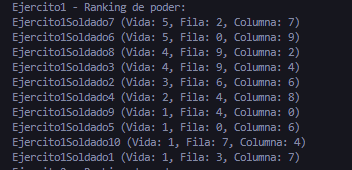 Ejercito1 - Ranking de poder:
Ejercito1Soldado7 (Vida: 5, Fila: 2, Columna: 7)
Ejercito1Soldado6 (Vida: 5, Fila: 0, Columna: 9)
Ejercito1Soldado8 (Vida: 4, Fila: 9, Columna: 2)
Ejercito1Soldado3 (Vida: 4, Fila: 9, Columna: 4)
Ejercito1Soldado2 (Vida: 3, Fila: 6, Columna: 6)
Ejercito1Soldado4 (Vida: 2, Fila: 4, Columna: 8)
Ejercito1Soldado9 (Vida: 1, Fila: 4, Columna: 0)
Ejercito1Soldado5 (Vida: 1, Fila: 0, Columna: 6)
Ejercito1Soldado10 (Vida: 1, Fila: 7, Columna: 4)
Ejercito1Soldado1 (Vida: 1, Fila: 3, Columna: 7)